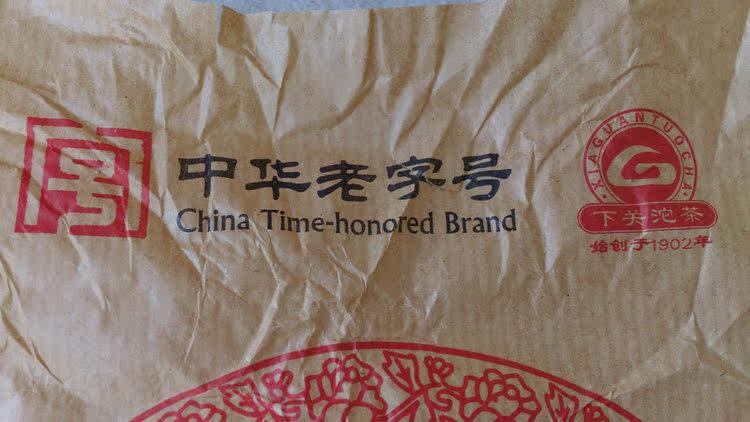 中华老字号
China Time-honored Brand
·XIAGUANTUOCHA·
下关沱茶
始创于1902年